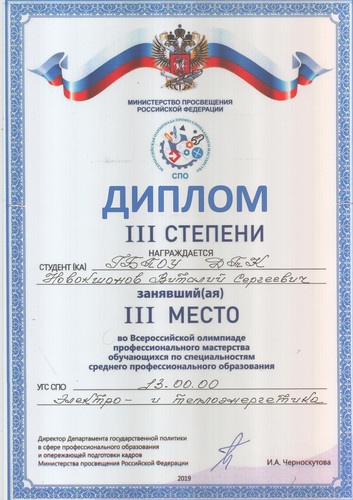 МИНИСТЕРСТВО ПРОСВЕЩЕНИЯ
РОССИЙСКОЙ ФЕДЕРАЦИИ
СПО
ДИПЛОМ
III СТЕПЕНИ
НАГРАЖДАЕТСЯ
СТУДЕНТ (КА) ГБПОУ ДПК
Новокшонов Виталий Сергеевич
занявший(ая)
III МЕСТО
во Всероссийской олимпиаде
профессионального мастерства
обучающихся по специальностям
среднего профессионального образования
УГС СПО 13.00.00
Электро- и теплоэнергетика
Директор Департамента государственной политики
в сфере профессионального образования
и опережающей подготовки кадров
Министерства просвещения Российской Федерации
И.А. Черноскутова
2019